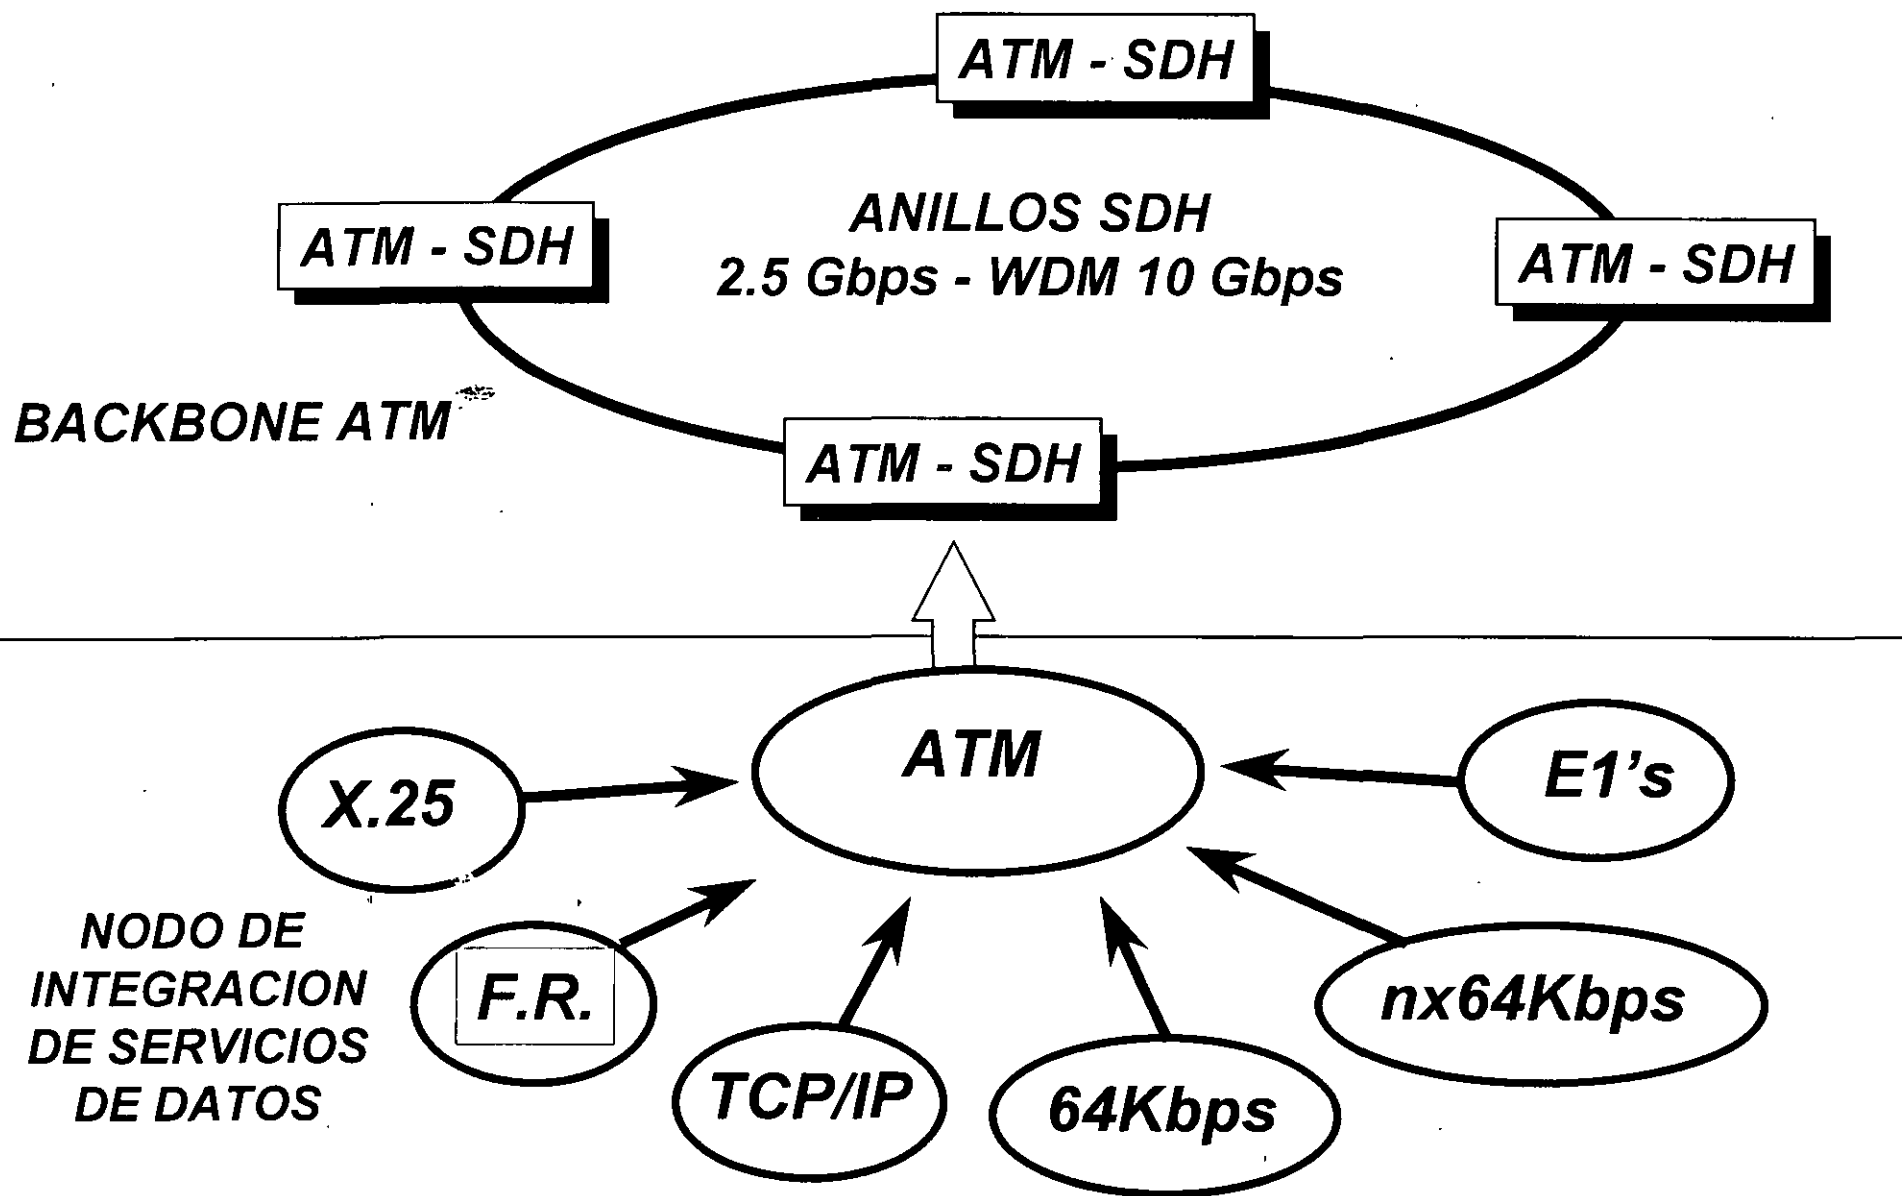 ATM - SDH
ANILLOS SDH
2.5 Gbps - WDM 10 Gbps
ATM - SDH
ATM - SDH
BACKBONE ATM
ATM - SDH
ATM
X.25
E1's
NODO DE
INTEGRACION
DE SERVICIOS
DE DATOS
F.R.
nx64Kbps
TCP/IP
64Kbps